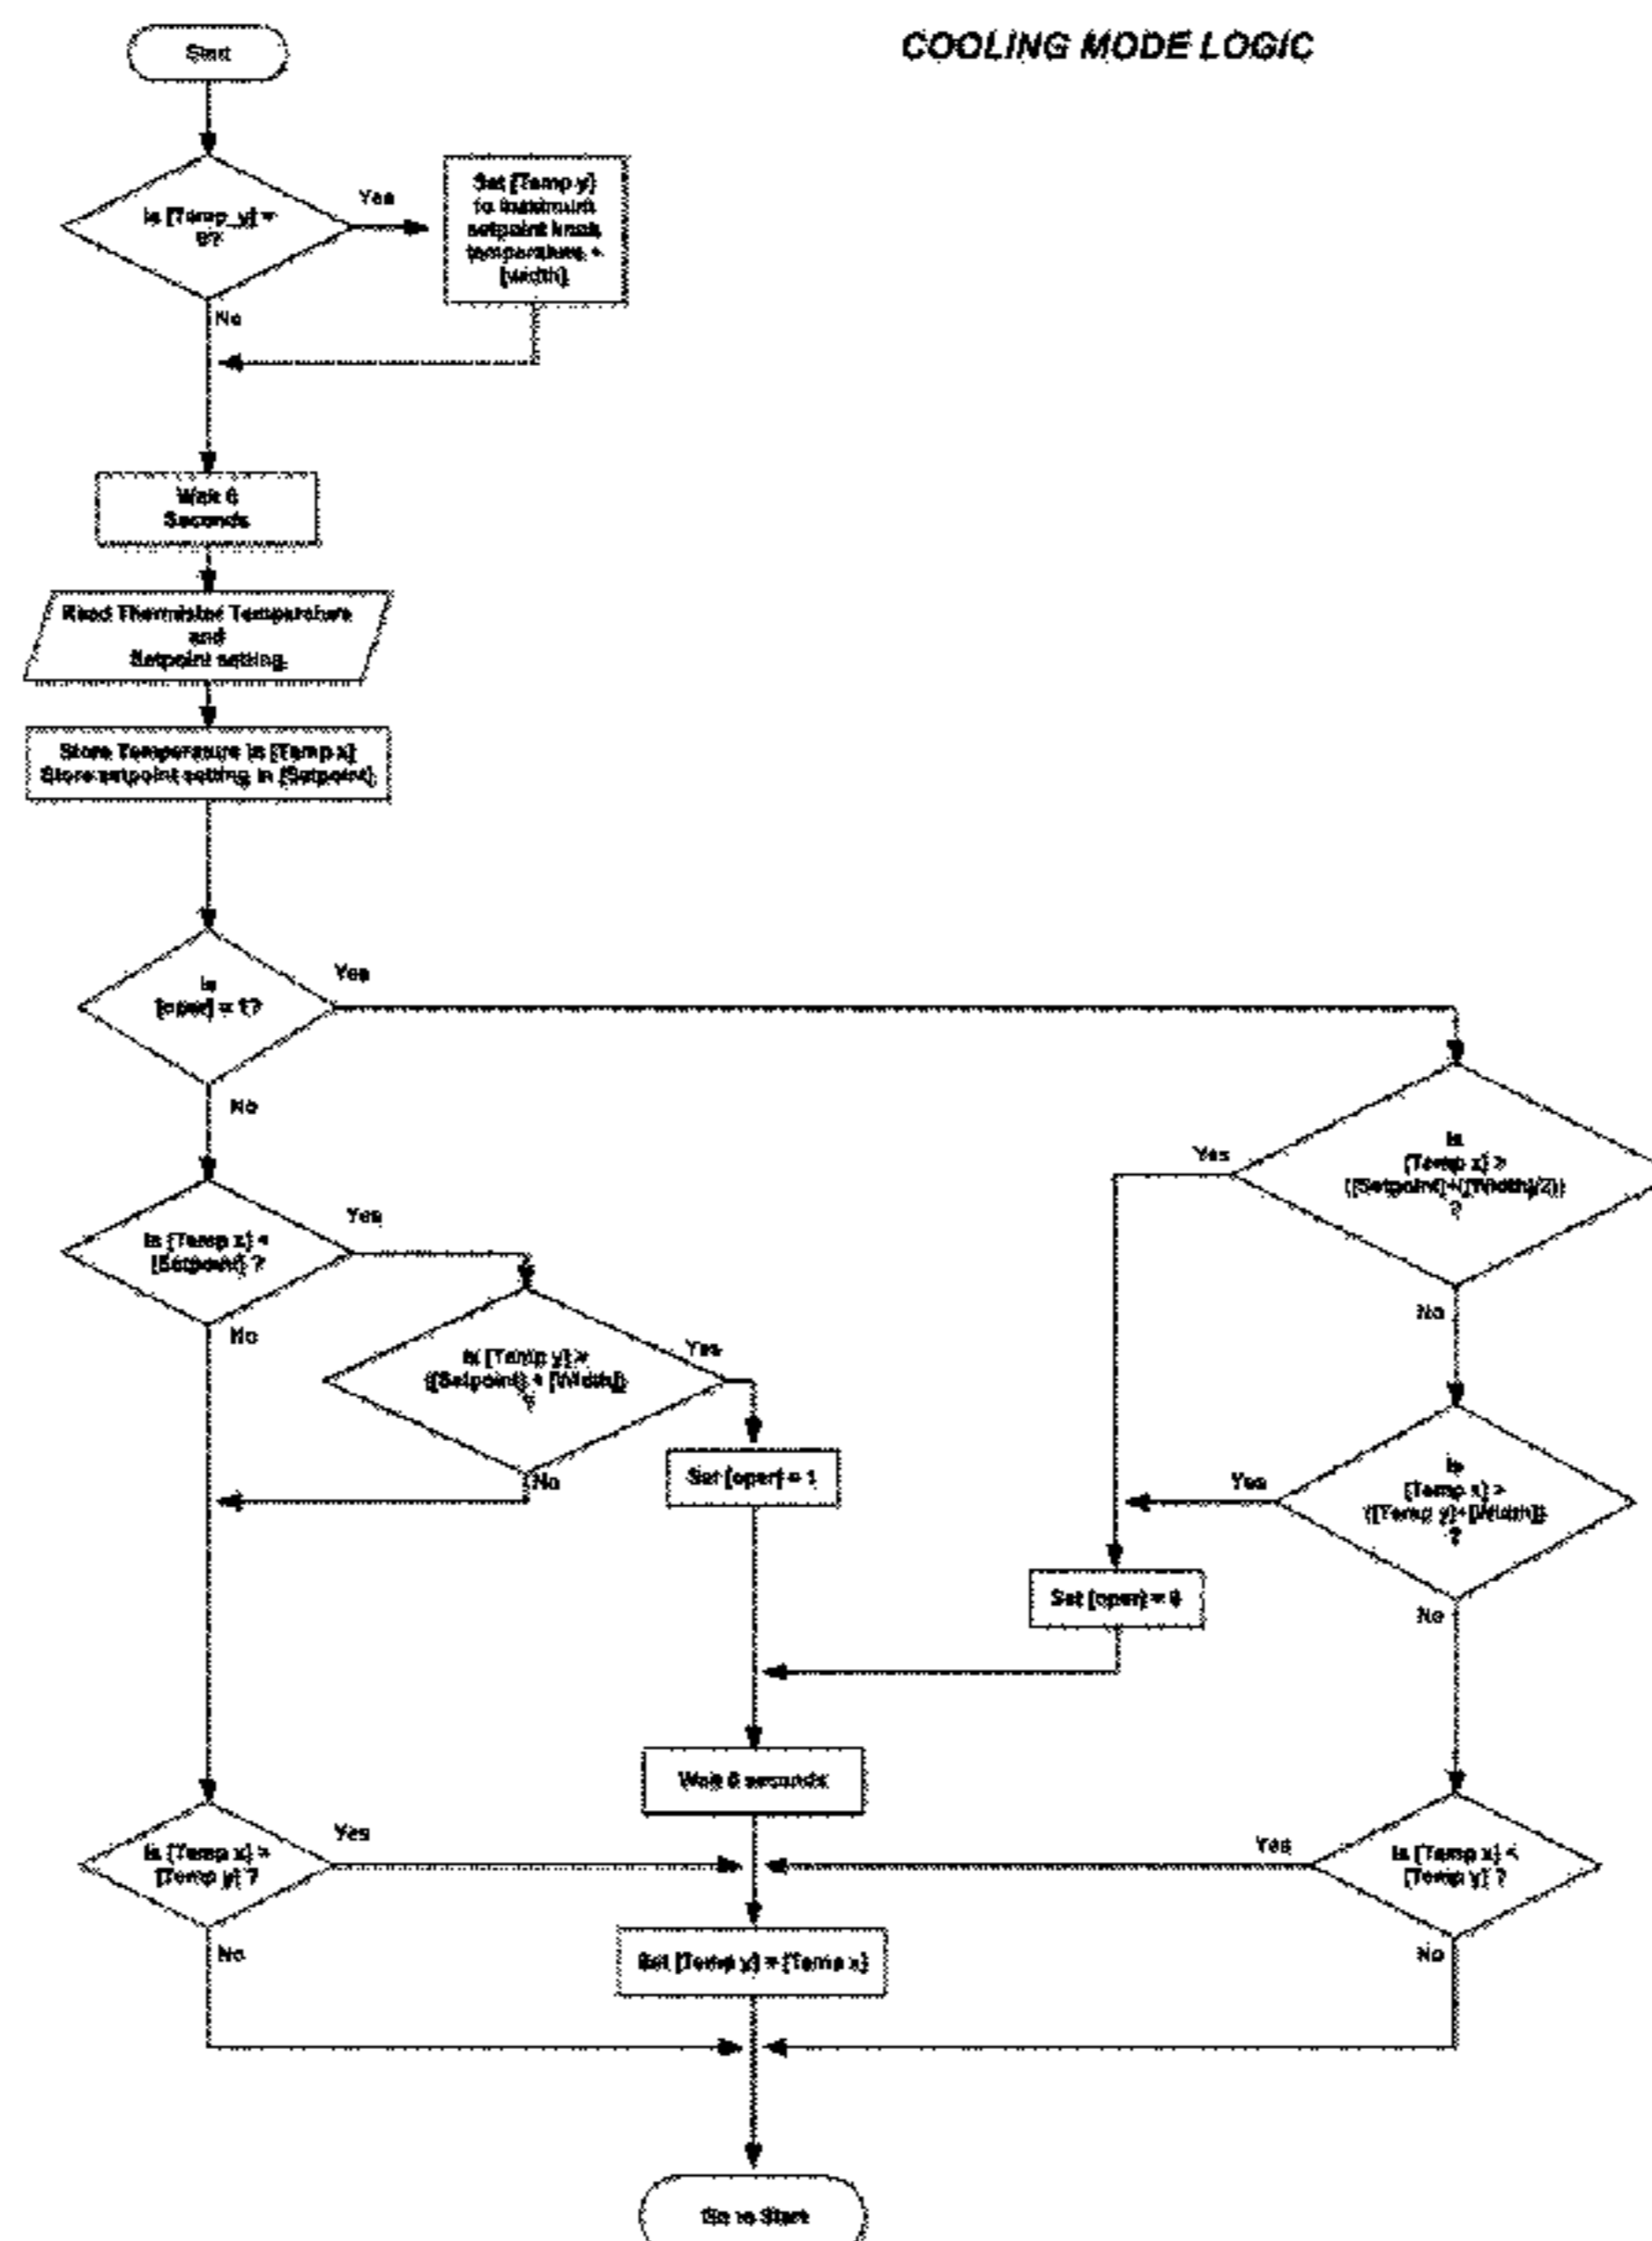 COOLING MODE LOGIC
Start
Is [Temp_y] =
0?
Yes
No
Set [Temp y]
to maximum
setpoint knob
temperature +
[width]
Wait 6
Seconds
Read Thermistor Temperature
and
Setpoint setting
Store Temperature in [Temp x]
Store setpoint setting in [Setpoint]
Is
[oper] = 1?
Yes
No
Is
[Temp x] >
([Setpoint]+([Width]/2))
?
Yes
No
Is [Temp x] <
[Setpoint] ?
Yes
No
Is [Temp y] >
([Setpoint] + [Width])
?
Yes
No
Set [oper] = 1
Is
[Temp x] >
([Temp y]+[Width])
?
Yes
No
Set [oper] = 0
Wait 6 seconds
Is [Temp x] >
[Temp y] ?
Yes
No
Is [Temp x] <
[Temp y] ?
Yes
No
Set [Temp y] = [Temp x]
Go to Start